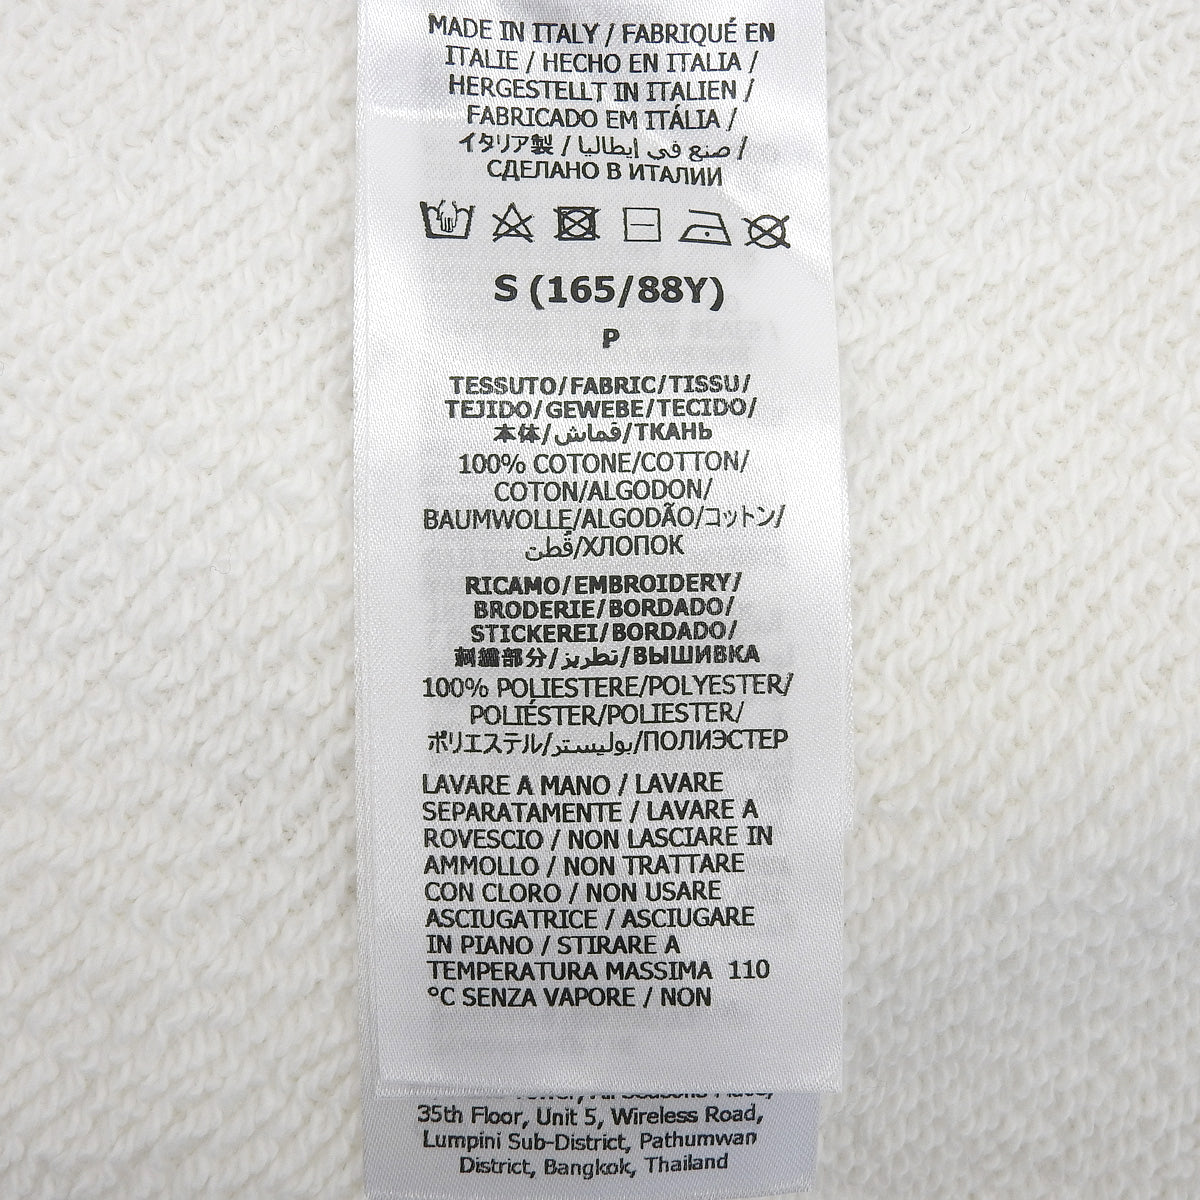 MADE IN ITALY / FABRIQUÉ EN
ITALIE / HECHO EN ITALIA /
HERGESTELLT IN ITALIEN /
FABRICADO EM ITÁLIA /
イタリア製 / صنع في إيطاليا /
СДЕЛАНО В ИТАЛИИ
S (165/88Y)
P
TESSUTO/FABRIC/TISSU/
TEJIDO/GEWEBE/TECIDO/
本体/قماش/ТКАНЬ
100% COTONE/COTTON/
COTON/ALGODON/
BAUMWOLLE/ALGODÃO/コットン/
قُطن/ХЛОПОК
RICAMO/EMBROIDERY/
BRODERIE/BORDADO/
STICKEREI/BORDADO/
刺繍部分/تطريز/ВЫШИВКА
100% POLIESTERE/POLYESTER/
POLIÉSTER/POLIESTER/
ポリエステル/بوليستر/ПОЛИЭСТЕР
LAVARE A MANO / LAVARE
SEPARATAMENTE / LAVARE A
ROVESCIO / NON LASCIARE IN
AMMOLLO / NON TRATTARE
CON CLORO / NON USARE
ASCIUGATRICE / ASCIUGARE
IN PIANO / STIRARE A
TEMPERATURA MASSIMA 110
°C SENZA VAPORE / NON
35th Floor, Unit 5, Wireless Road,
Lumpini Sub-District, Pathumwan
District, Bangkok, Thailand